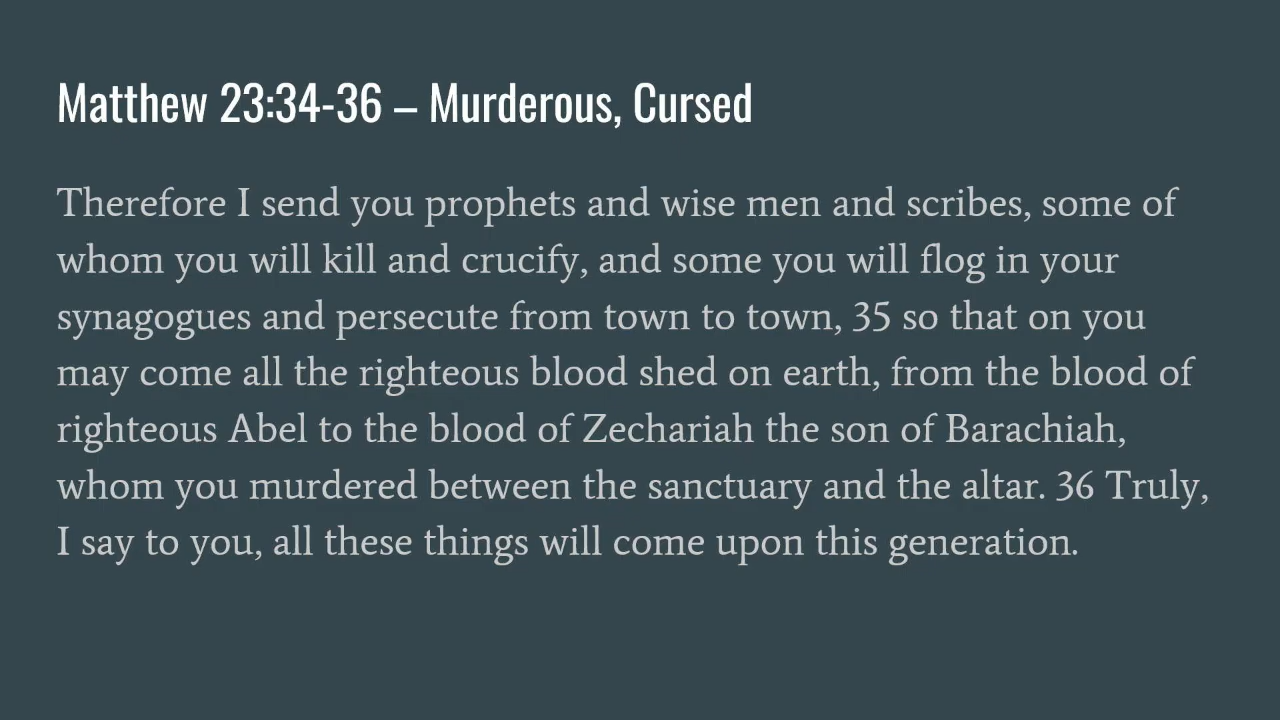 Matthew 23:34-36 – Murderous, Cursed
Therefore I send you prophets and wise men and scribes, some of
whom you will kill and crucify, and some you will flog in your
synagogues and persecute from town to town, 35 so that on you
may come all the righteous blood shed on earth, from the blood of
righteous Abel to the blood of Zechariah the son of Barachiah,
whom you murdered between the sanctuary and the altar. 36 Truly,
I say to you, all these things will come upon this generation.